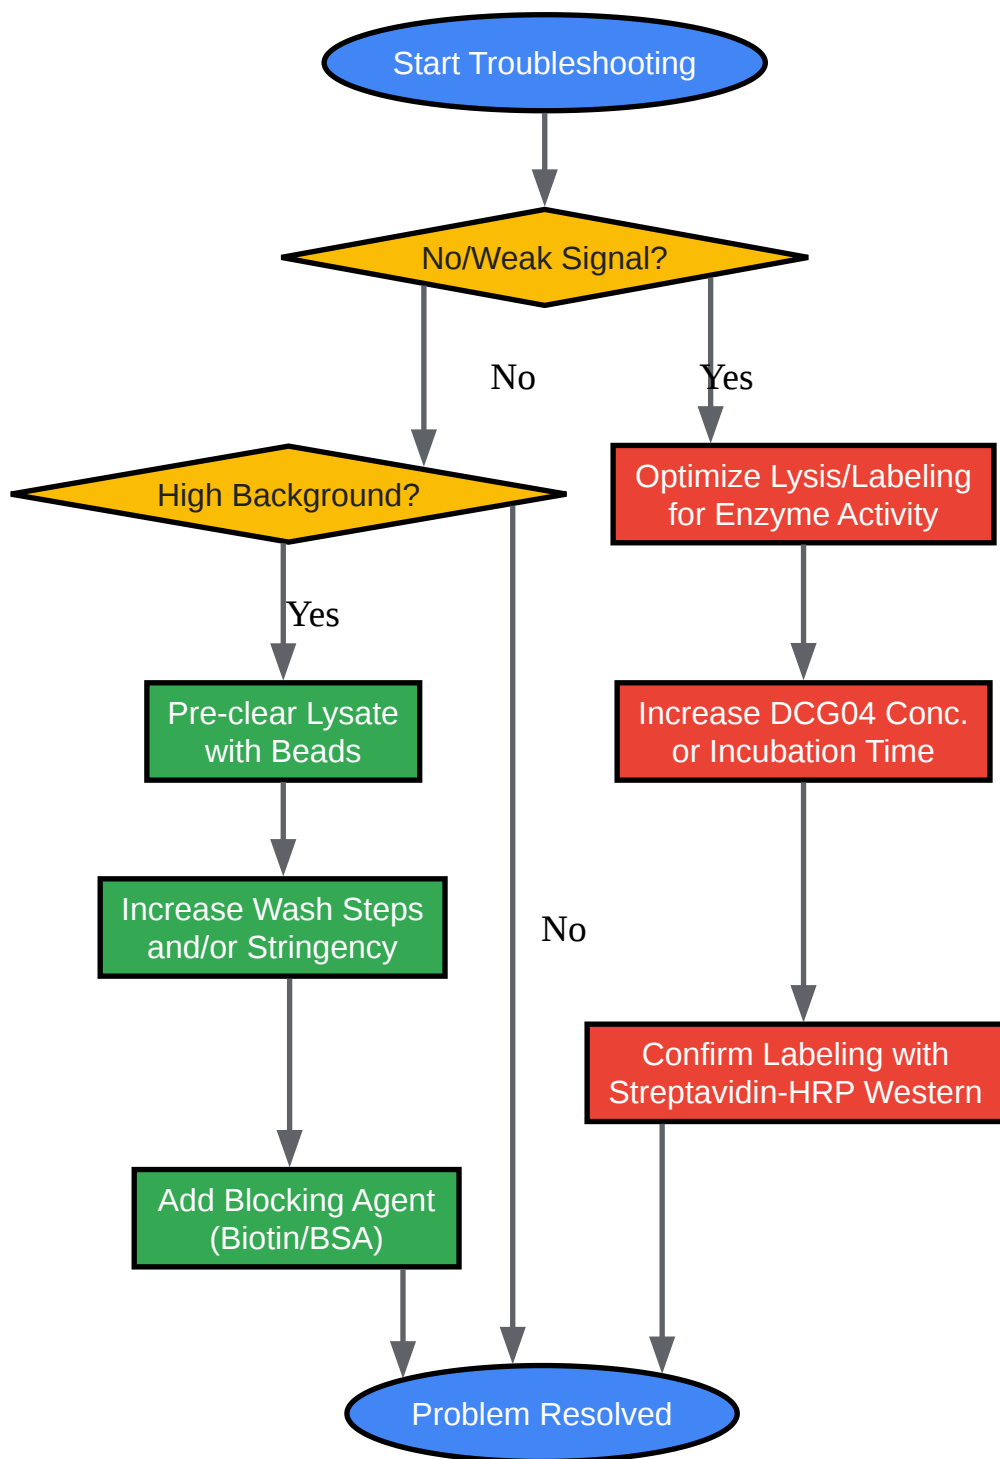 Start Troubleshooting
No/Weak Signal?
No
Yes
High Background?
Optimize Lysis/Labeling
for Enzyme Activity
Yes
Pre-clear Lysate
with Beads
Increase DCG04 Conc.
or Incubation Time
Increase Wash Steps
and/or Stringency
No
Confirm Labeling with
Streptavidin-HRP Western
Add Blocking Agent
(Biotin/BSA)
Problem Resolved